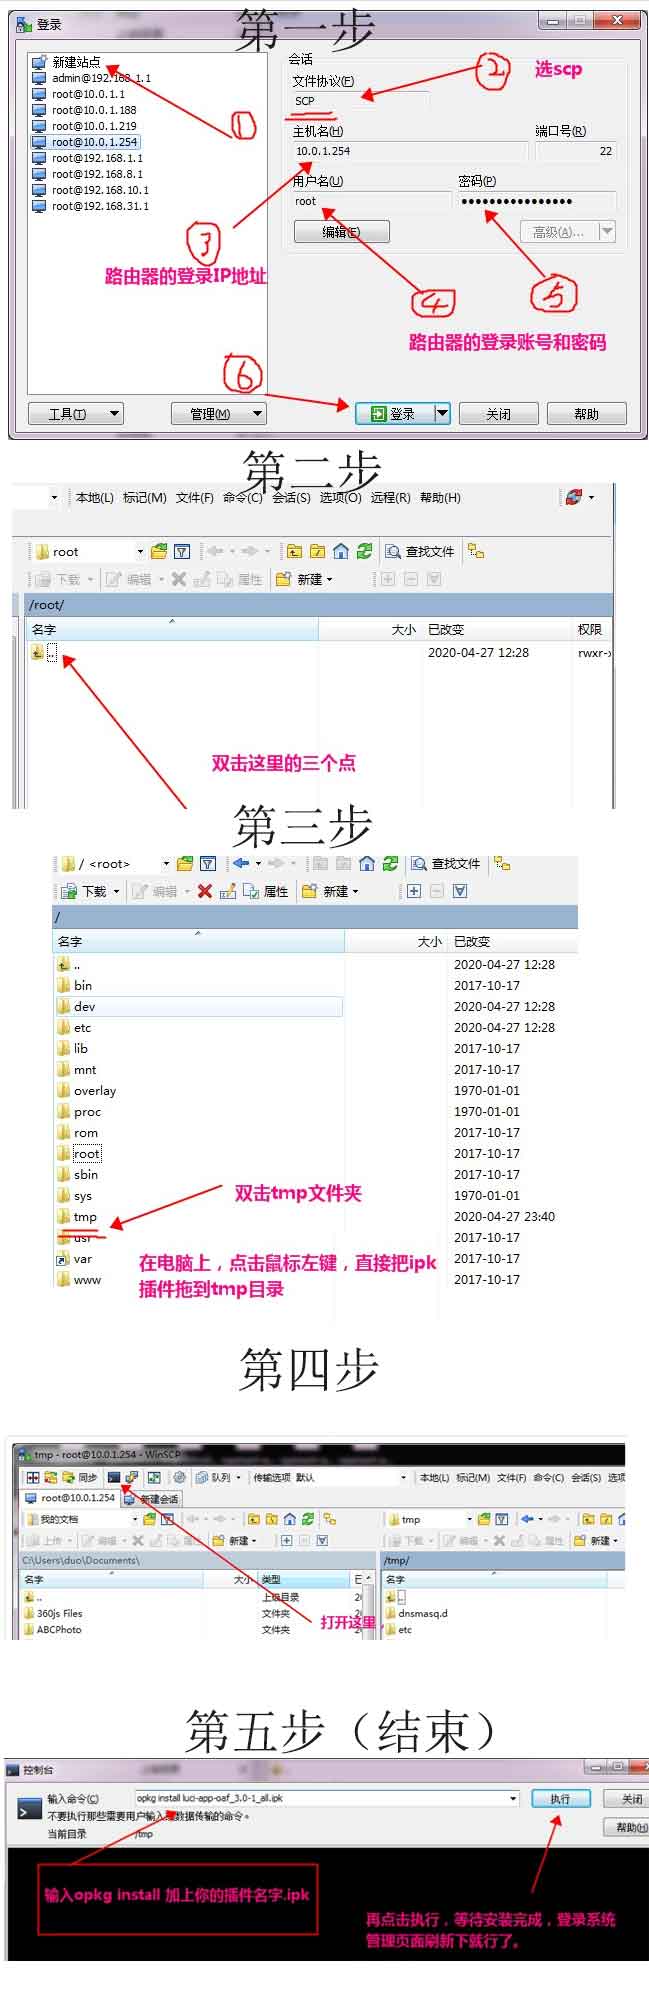 第一步
登录
新建站点
admin@192.168.1.1
root@10.0.1.1
root@10.0.1.188
root@10.0.1.219
root@10.0.1.254
root@192.168.1.1
root@192.168.8.1
root@192.168.10.1
root@192.168.31.1
①
会话
文件协议(F)
SCP
② 选scp
主机名(H) 端口号(R)
10.0.1.254 22
用户名(U) 密码(P)
root ●●●●●●●●●●●●●●●●
编辑(E) 高级(A)...
③
路由器的登录IP地址
④ ⑤
路由器的登录账号和密码
⑥
工具(T) 管理(M) 登录 关闭 帮助
第二步
本地(L) 标记(M) 文件(F) 命令(C) 会话(S) 选项(O) 远程(R) 帮助(H)
root 查找文件
下载 编辑 属性 新建
/root/
名字 大小 已改变 权限
.. 2020-04-27 12:28 rwxr-x
双击这里的三个点
第三步
/ <root> 查找文件
下载 编辑 属性 新建
/
名字 大小 已改变
.. 2020-04-27 12:28
bin 2017-10-17
dev 2020-04-27 12:28
etc 2020-04-27 12:28
lib 2017-10-17
mnt 2017-10-17
overlay 1970-01-01
proc 1970-01-01
rom 2017-10-17
root 2017-10-17
sbin 2017-10-17
sys 1970-01-01
tmp 2020-04-27 23:40
usr 2017-10-17
var 2017-10-17
www 2017-10-17
双击tmp文件夹
在电脑上，点击鼠标左键，直接把ipk
插件拖到tmp目录
第四步
tmp - root@10.0.1.254 - WinSCP
同步 队列 传输选项 默认 本地(L) 标记(M) 文件(F) 命令(C) 会话(S) 选项
root@10.0.1.254 新建会话
我的文档 tmp
上传 编辑 属性 新建 下载 编辑 属性 新建
C:\Users\duo\Documents\ /tmp/
名字 大小 类型 已 名字
.. 上级目录 20 ..
360js Files 文件夹 20 dnsmasq.d
ABCPhoto 文件夹 20 etc
打开这里，
第五步（结束）
控制台
输入命令(C) opkg install luci-app-oaf_3.0-1_all.ipk 执行 关闭
不要执行那些需要用户输入或数据传输的命令。
当前目录 /tmp 帮助(H)
输入opkg install 加上你的插件名字.ipk
再点击执行，等待安装完成，登录系统
管理页面刷新下就行了。